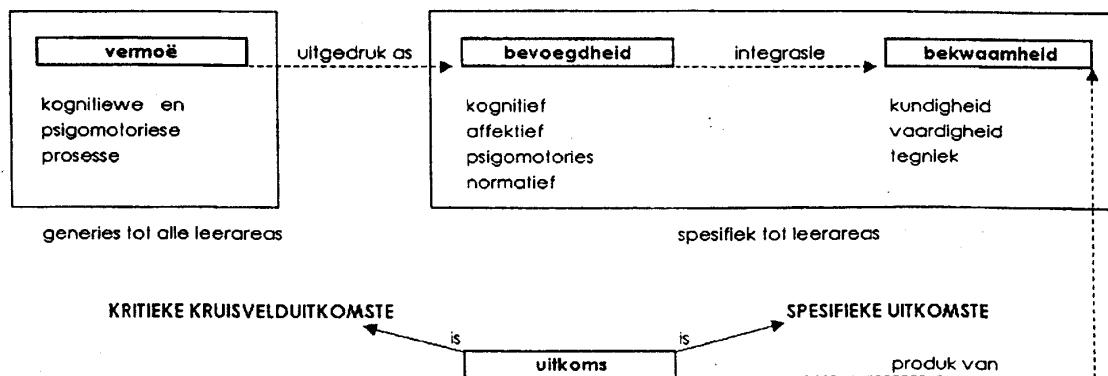 vermoë uitgedruk as bevoegdheid integrasie bekwaamheid
kognitiewe en
psigomotoriese
prosesse
kognitief
affektief
psigomotories
normatief
kundigheid
vaardigheid
tegniek
generies tot alle leerareas
spesifiek tot leerareas
KRITIEKE KRUISVELDUITKOMSTE
SPESIFIEKE UITKOMSTE
is
is
uitkoms
produk van